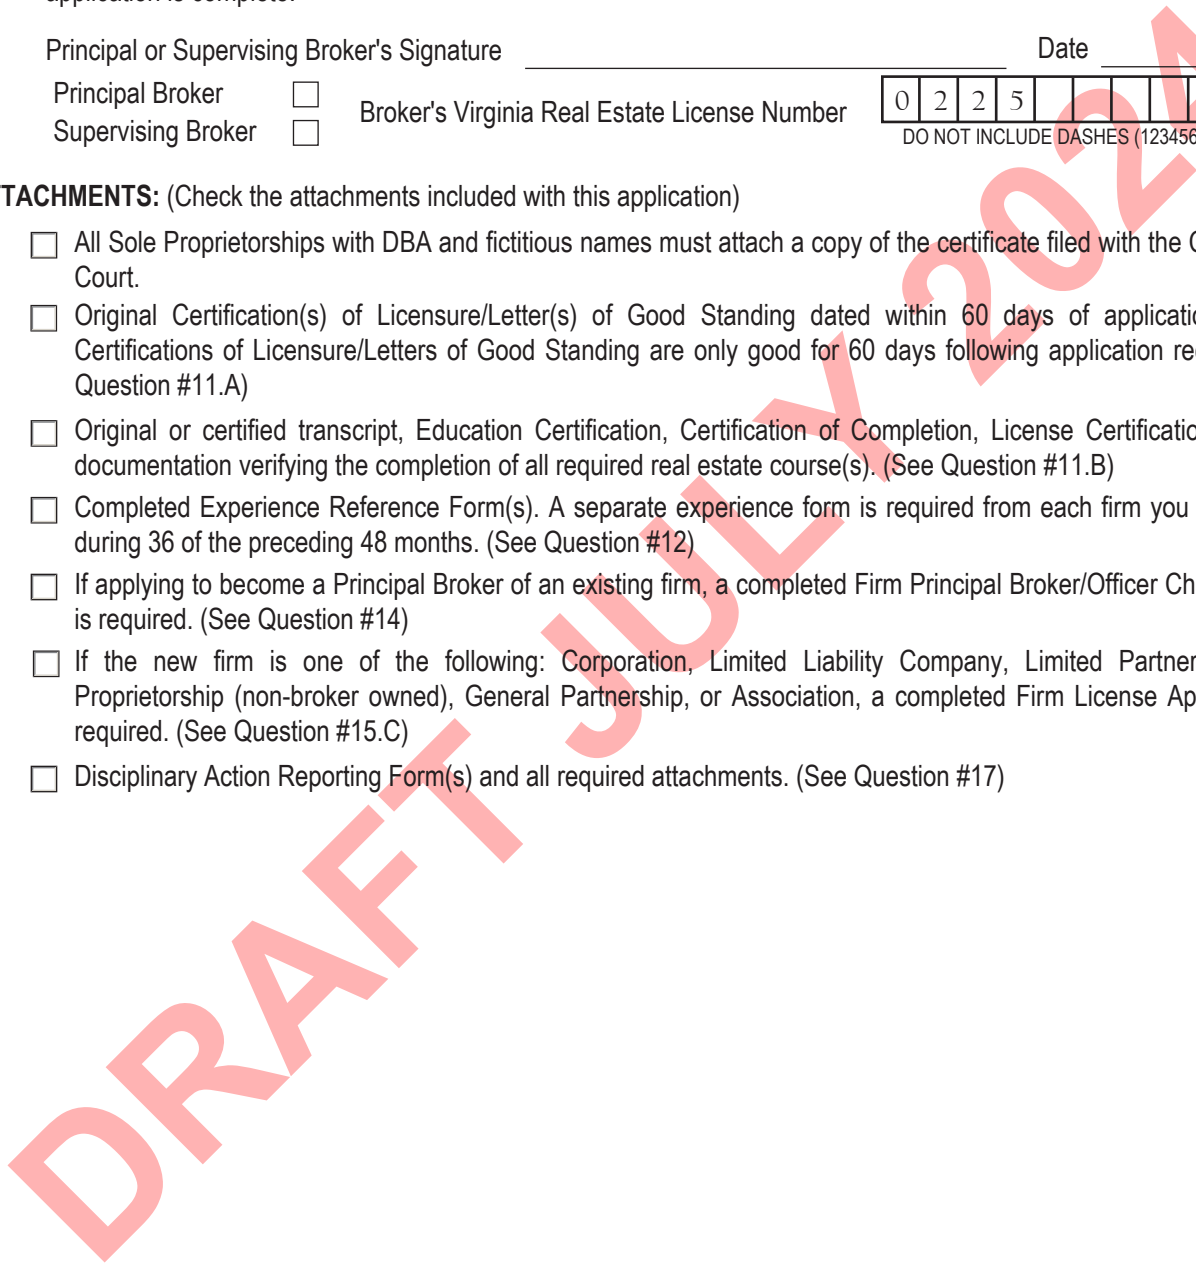 application is complete.
Principal or Supervising Broker's Signature Date
Principal Broker
Supervising Broker
Broker's Virginia Real Estate License Number 0 2 2 5
DO NOT INCLUDE DASHES (123456
TACHMENTS: (Check the attachments included with this application)
All Sole Proprietorships with DBA and fictitious names must attach a copy of the certificate filed with the
Court.
Original Certification(s) of Licensure/Letter(s) of Good Standing dated within 60 days of
Certifications of Licensure/Letters of Good Standing are only good for 60 days following application
Question #11.A)
Original or certified transcript, Education Certification, Certification of Completion, License
documentation verifying the completion of all required real estate course(s). (See Question #11.B)
Completed Experience Reference Form(s). A separate experience form is required from each firm you
during 36 of the preceding 48 months. (See Question #12)
If applying to become a Principal Broker of an existing firm, a completed Firm Principal Broker/Officer
is required. (See Question #14)
If the new firm is one of the following: Corporation, Limited Liability Company, Limited
Proprietorship (non-broker owned), General Partnership, or Association, a completed Firm License
required. (See Question #15.C)
Disciplinary Action Reporting Form(s) and all required attachments. (See Question #17)
DRAFT JULY 2024